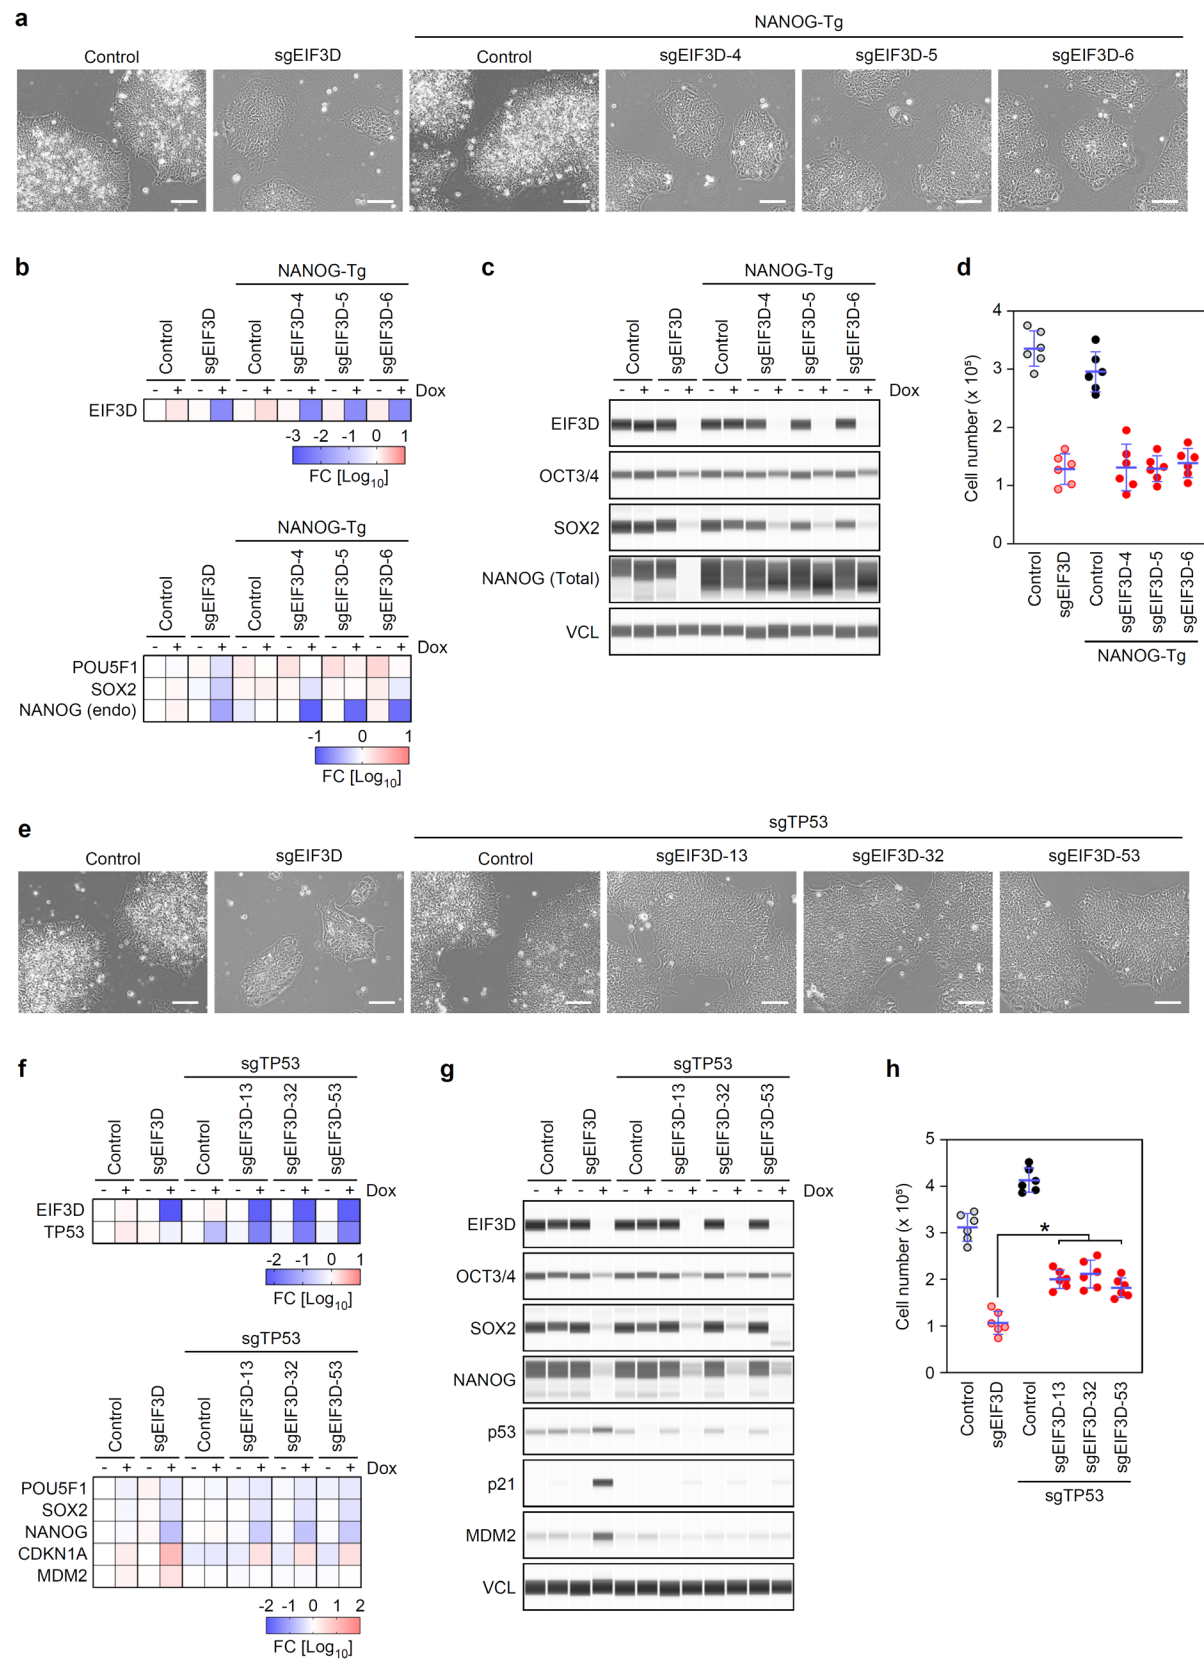 a
NANOG-Tg
Control sgEIF3D Control sgEIF3D-4 sgEIF3D-5 sgEIF3D-6
b
NANOG-Tg
Control sgEIF3D Control sgEIF3D-4 sgEIF3D-5 sgEIF3D-6
- + - + - + - + - + - + Dox
EIF3D
-3 -2 -1 0 1
FC [Log10]
NANOG-Tg
Control sgEIF3D Control sgEIF3D-4 sgEIF3D-5 sgEIF3D-6
- + - + - + - + - + - + Dox
POU5F1
SOX2
NANOG (endo)
-1 0 1
FC [Log10]
c
NANOG-Tg
Control sgEIF3D Control sgEIF3D-4 sgEIF3D-5 sgEIF3D-6
- + - + - + - + - + - + Dox
EIF3D
OCT3/4
SOX2
NANOG (Total)
VCL
d
Cell number (x 10⁵)
4
3
2
1
0
Control sgEIF3D Control sgEIF3D-4 sgEIF3D-5 sgEIF3D-6
NANOG-Tg
e
sgTP53
Control sgEIF3D Control sgEIF3D-13 sgEIF3D-32 sgEIF3D-53
f
sgTP53
Control sgEIF3D Control sgEIF3D-13 sgEIF3D-32 sgEIF3D-53
- + - + - + - + - + - + Dox
EIF3D
TP53
-2 -1 0 1
FC [Log10]
sgTP53
Control sgEIF3D Control sgEIF3D-13 sgEIF3D-32 sgEIF3D-53
- + - + - + - + - + - + Dox
POU5F1
SOX2
NANOG
CDKN1A
MDM2
-2 -1 0 1 2
FC [Log10]
g
sgTP53
Control sgEIF3D Control sgEIF3D-13 sgEIF3D-32 sgEIF3D-53
- + - + - + - + - + - + Dox
EIF3D
OCT3/4
SOX2
NANOG
p53
p21
MDM2
VCL
h
Cell number (x 10⁵)
5
4
3
2
1
0
*
Control sgEIF3D Control sgEIF3D-13 sgEIF3D-32 sgEIF3D-53
sgTP53